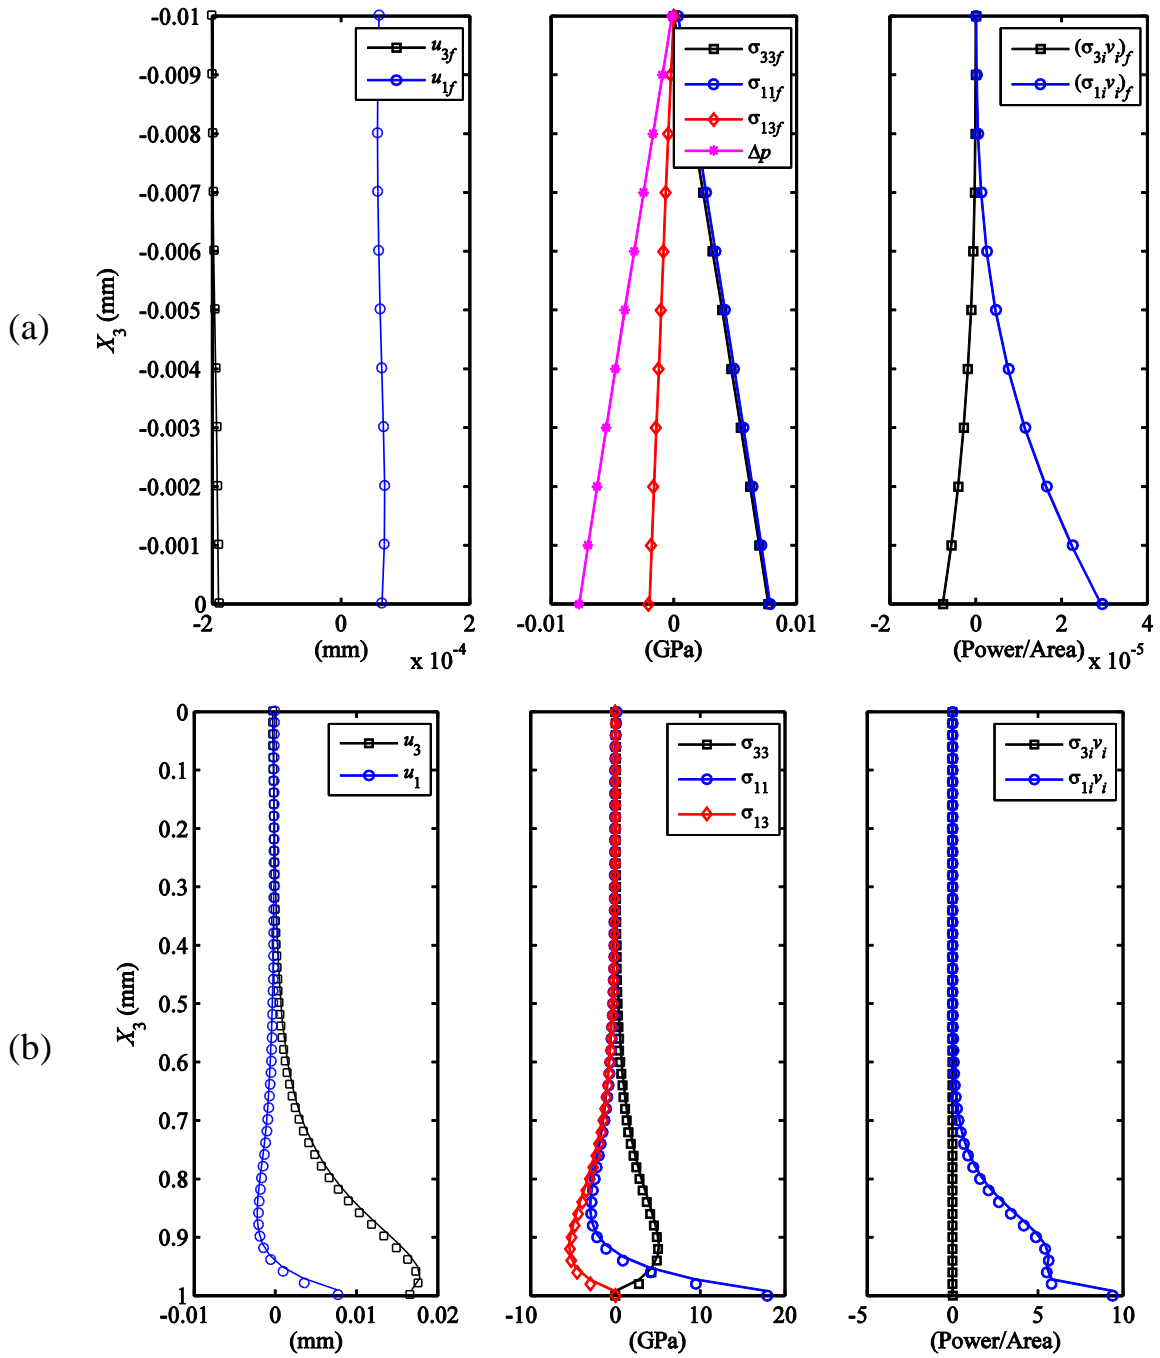 (a)
X3 (mm)
-0.01
-0.009
-0.008
-0.007
-0.006
-0.005
-0.004
-0.003
-0.002
-0.001
0
u3f
u1f
-2 0 2
(mm) x 10-4
σ33f
σ11f
σ13f
Δp
-0.01 0 0.01
(GPa)
(σ3ivi)f
(σ1ivi)f
-2 0 2 4
(Power/Area) x 10-5
(b)
X3 (mm)
0
0.1
0.2
0.3
0.4
0.5
0.6
0.7
0.8
0.9
1
u3
u1
-0.01 0 0.01 0.02
(mm)
σ33
σ11
σ13
-10 0 10 20
(GPa)
σ3ivi
σ1ivi
-5 0 5 10
(Power/Area)